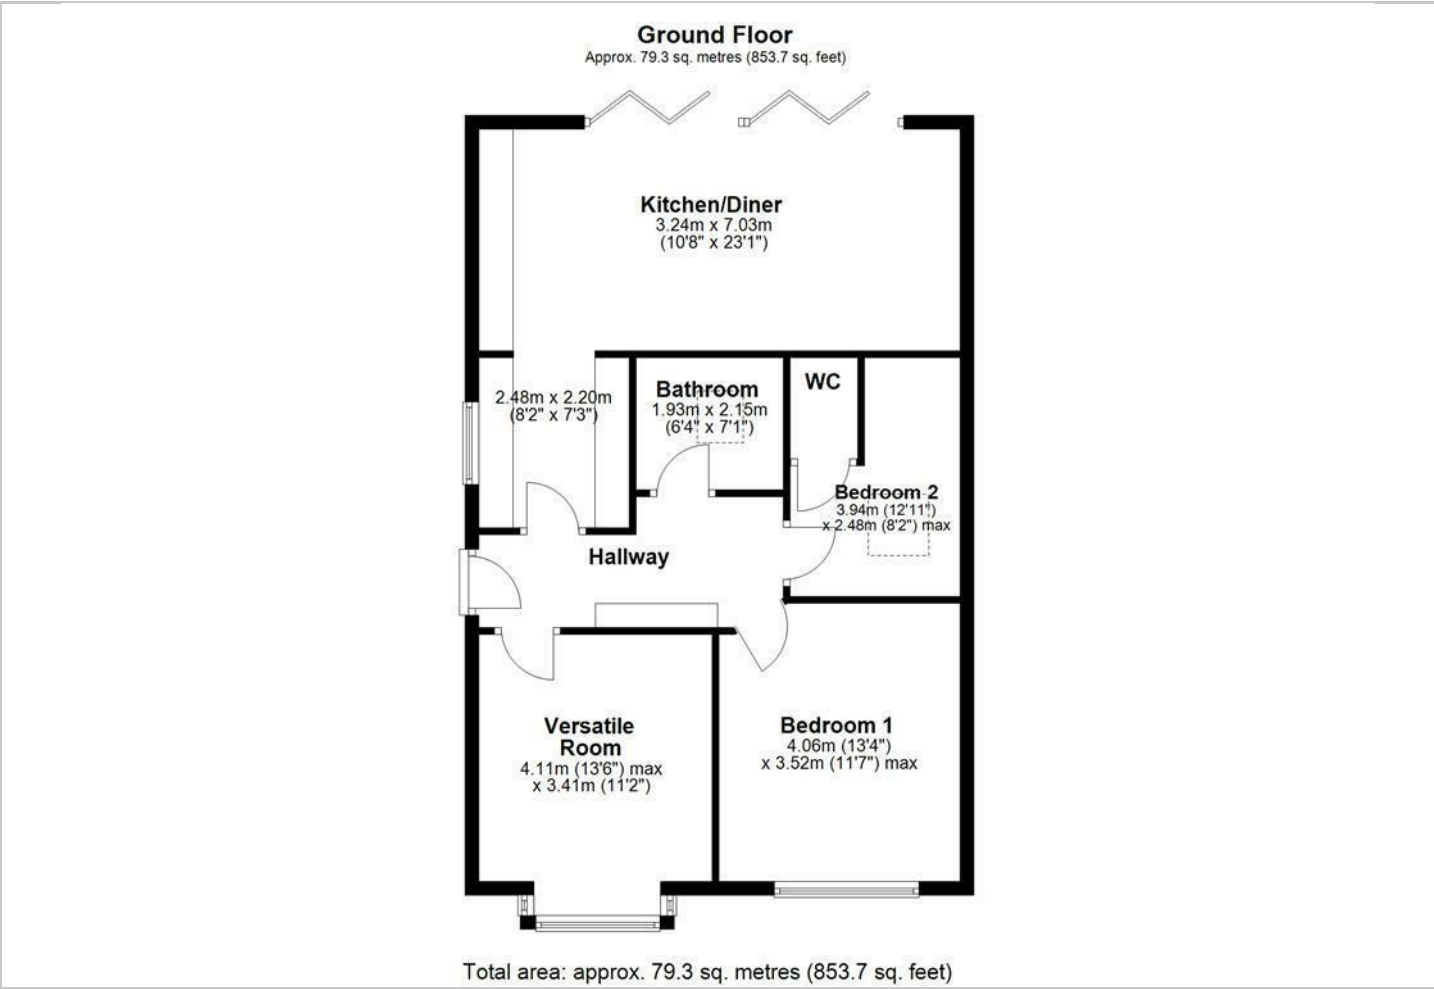 Ground Floor
Approx. 79.3 sq. metres (853.7 sq. feet)
Kitchen/Diner
3.24m x 7.03m
(10'8" x 23'1")
2.48m x 2.20m
(8'2" x 7'3")
Bathroom
1.93m x 2.15m
(6'4" x 7'1")
WC
Bedroom 2
3.94m (12'11")
x 2.48m (8'2") max
Hallway
Versatile
Room
4.11m (13'6") max
x 3.41m (11'2")
Bedroom 1
4.06m (13'4")
x 3.52m (11'7") max
Total area: approx. 79.3 sq. metres (853.7 sq. feet)